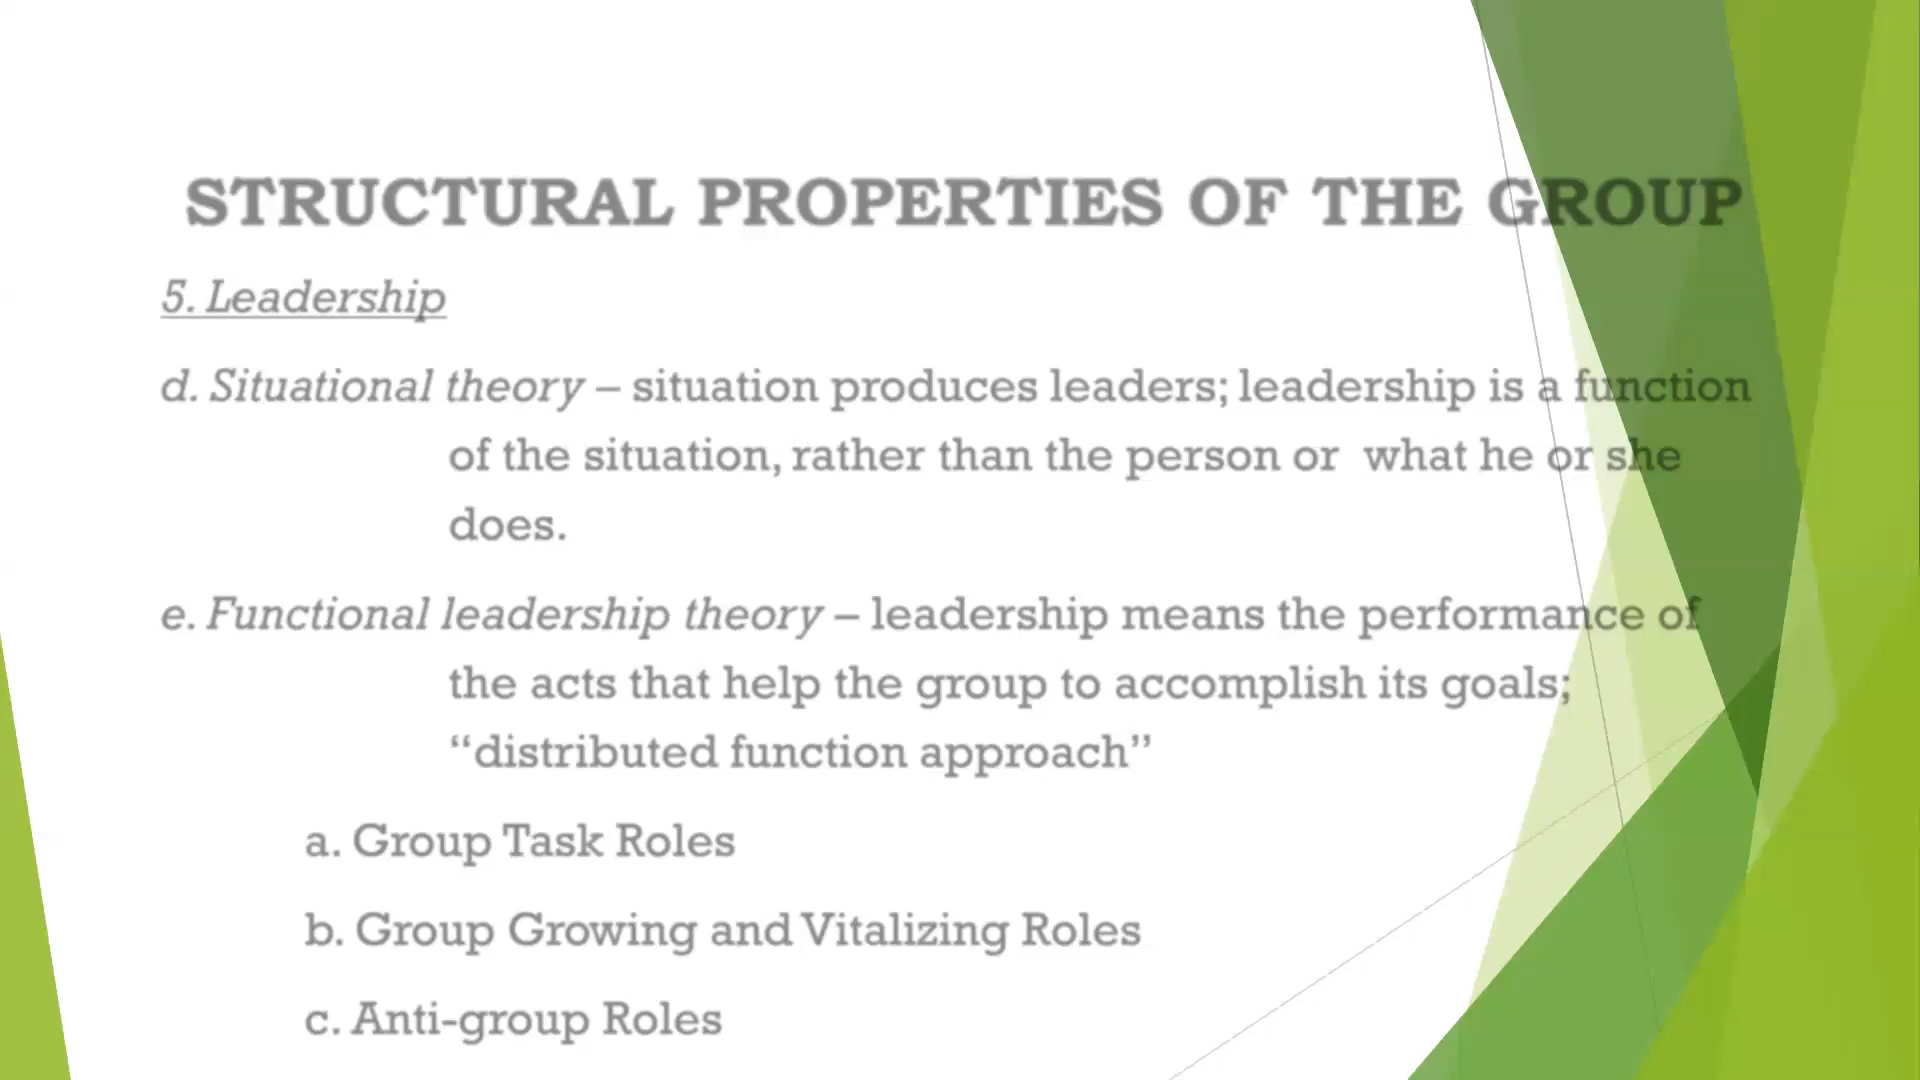 STRUCTURAL PROPERTIES OF THE GROUP
5. Leadership
d. Situational theory – situation produces leaders; leadership is a function
of the situation, rather than the person or what he or she
does.
e. Functional leadership theory – leadership means the performance of
the acts that help the group to accomplish its goals;
“distributed function approach”
a. Group Task Roles
b. Group Growing and Vitalizing Roles
c. Anti-group Roles